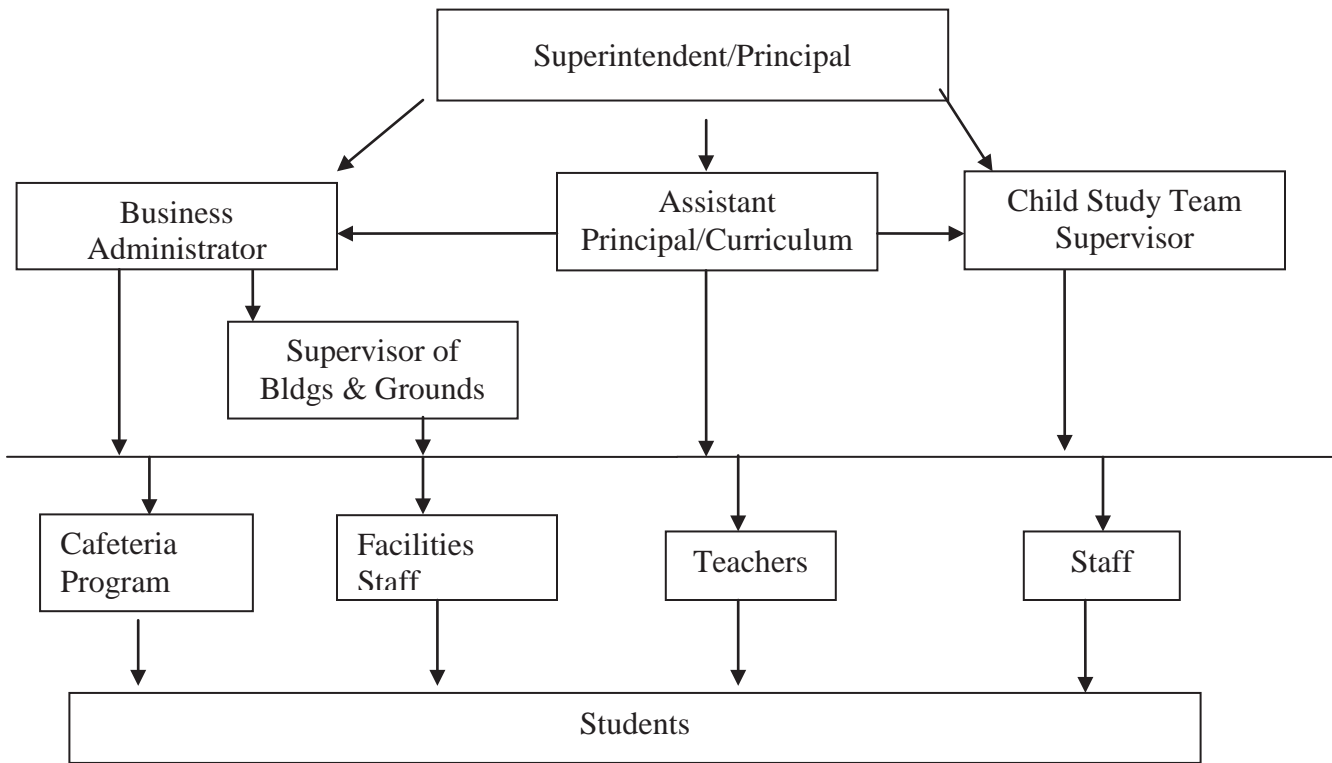 Superintendent/Principal
Business
Administrator
Assistant
Principal/Curriculum
Child Study Team
Supervisor
Supervisor of
Bldgs & Grounds
Cafeteria
Program
Facilities
Staff
Teachers
Staff
Students